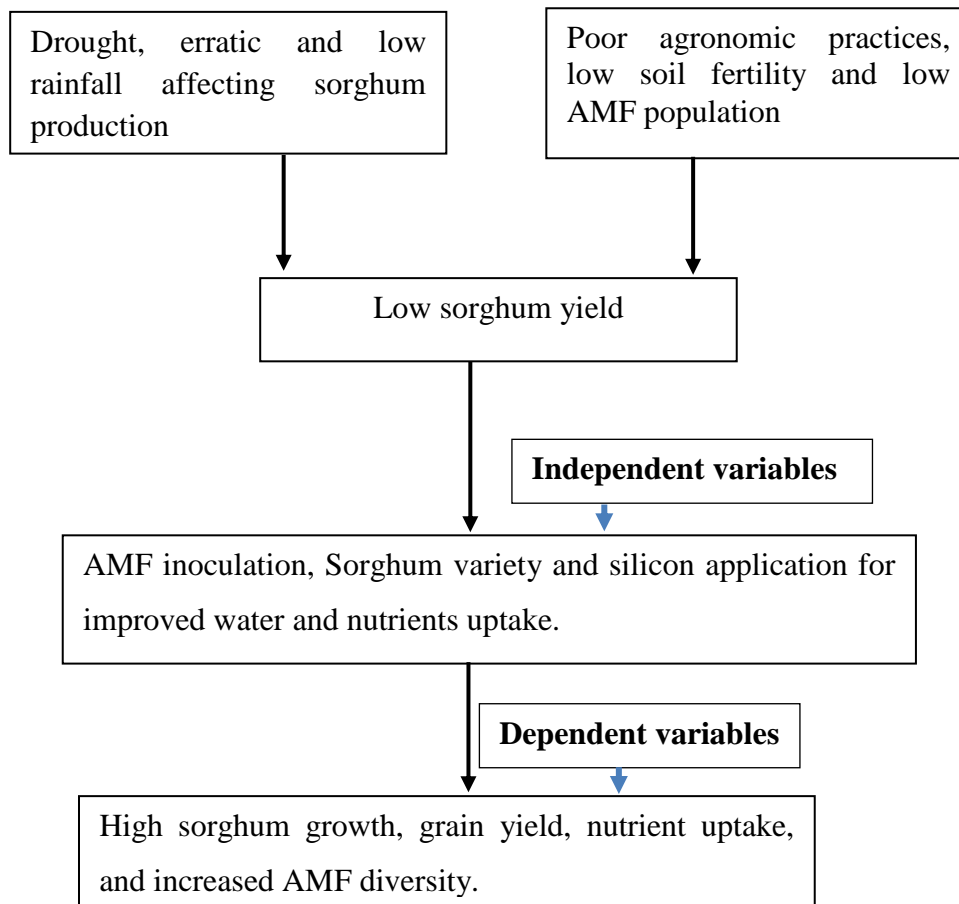 Drought, erratic and low
rainfall affecting sorghum
production
Poor agronomic practices,
low soil fertility and low
AMF population
Low sorghum yield
Independent variables
AMF inoculation, Sorghum variety and silicon application for
improved water and nutrients uptake.
Dependent variables
High sorghum growth, grain yield, nutrient uptake,
and increased AMF diversity.